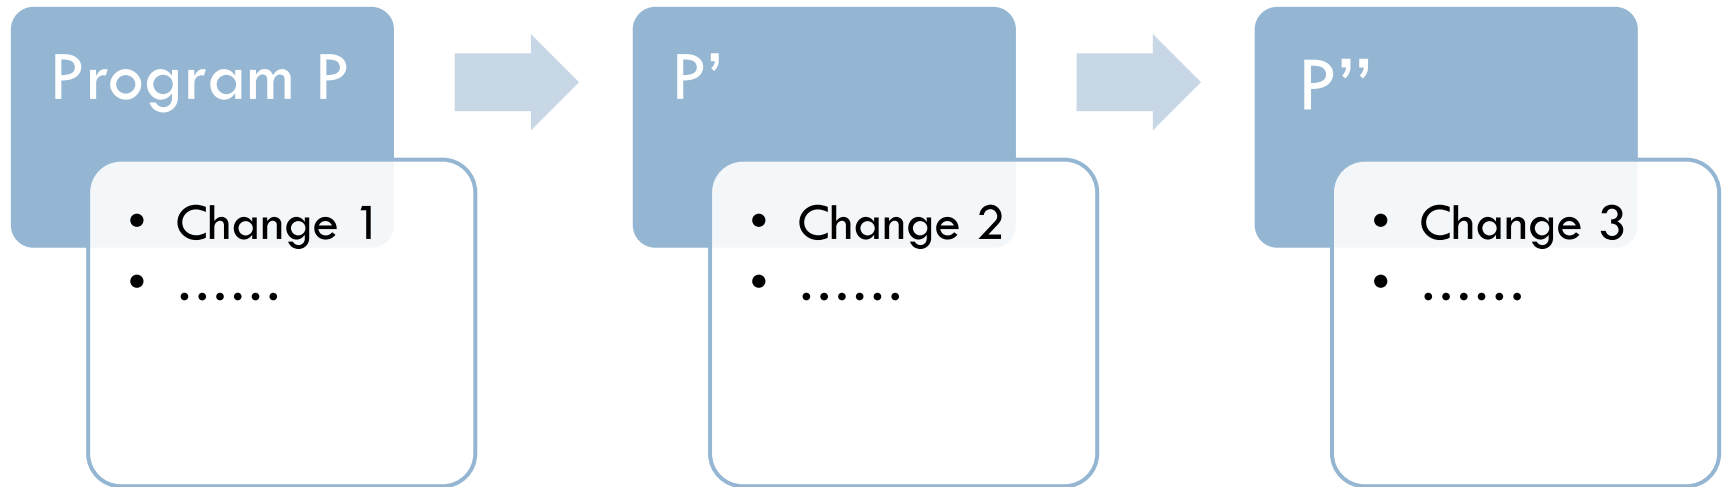 Program P
• Change 1
• ......
P’
• Change 2
• ......
P’’
• Change 3
• ......